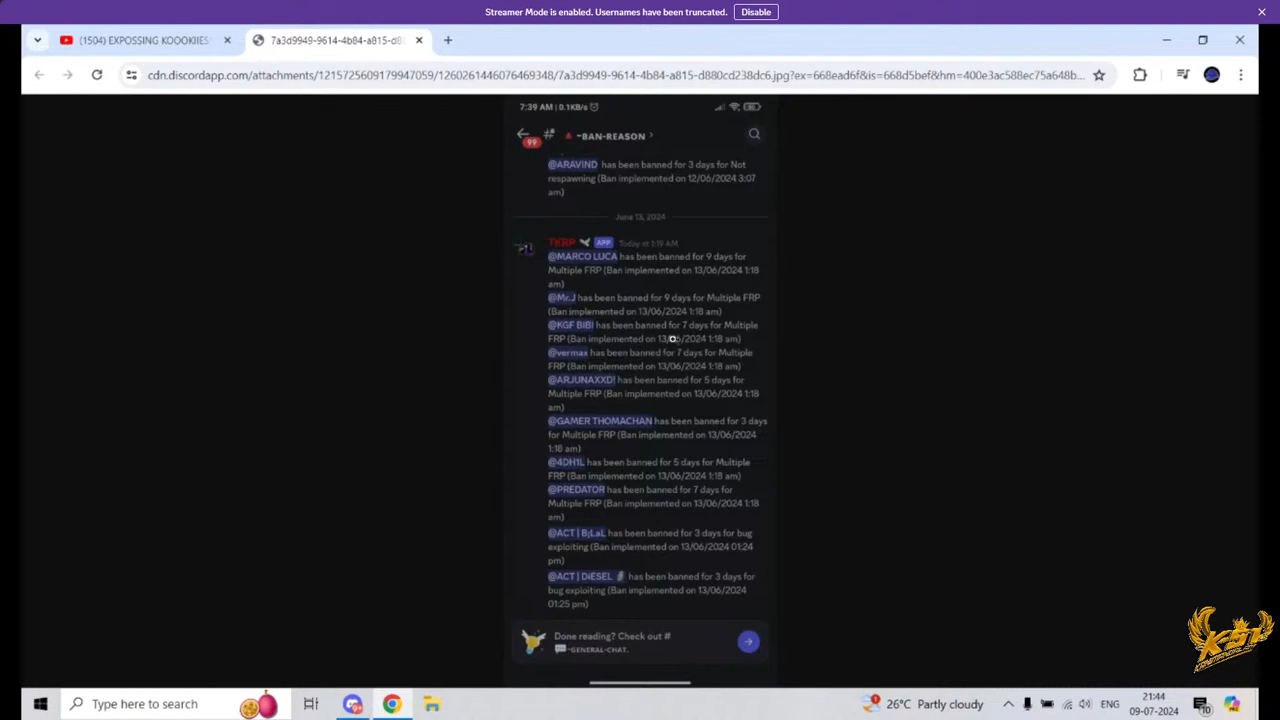 Streamer Mode is enabled. Usernames have been truncated. Disable
(1504) EXPOSING KOOOKIIES
7a3d9949-9614-4b84-a815-d8
cdn.discordapp.com/attachments/1215725609179947059/1260261446076469348/7a3d9949-9614-4b84-a815-d880cd238dc6.jpg?ex=668ead6f&is=668d5bef&hm=400e3ac588ec75a648b...
7:39 AM | 0.1KB/s
99
~BAN-REASON
@ARAVIND has been banned for 3 days for Not
respawning (Ban implemented on 12/06/2024 3:07
am)
June 13, 2024
TKRP APP Today at 1:19 AM
@MARCO LUCA has been banned for 9 days for
Multiple FRP (Ban implemented on 13/06/2024 1:18
am)
@Mr.J has been banned for 9 days for Multiple FRP
(Ban implemented on 13/06/2024 1:18 am)
@KGF BIBI has been banned for 7 days for Multiple
FRP (Ban implemented on 13/06/2024 1:18 am)
@vermax has been banned for 7 days for Multiple
FRP (Ban implemented on 13/06/2024 1:18 am)
@ARJUNAXXD! has been banned for 5 days for
Multiple FRP (Ban implemented on 13/06/2024 1:18
am)
@GAMER THOMACHAN has been banned for 3 days
for Multiple FRP (Ban implemented on 13/06/2024
1:18 am)
@4DH1L has been banned for 5 days for Multiple
FRP (Ban implemented on 13/06/2024 1:18 am)
@PREDATOR has been banned for 7 days for
Multiple FRP (Ban implemented on 13/06/2024 1:18
am)
@ACT | B¡LaL has been banned for 3 days for bug
exploiting (Ban implemented on 13/06/2024 01:24
pm)
@ACT | DiESEL has been banned for 3 days for
bug exploiting (Ban implemented on 13/06/2024
01:25 pm)
Done reading? Check out #
~GENERAL-CHAT.
Type here to search
26°C Partly cloudy
ENG
21:44
09-07-2024